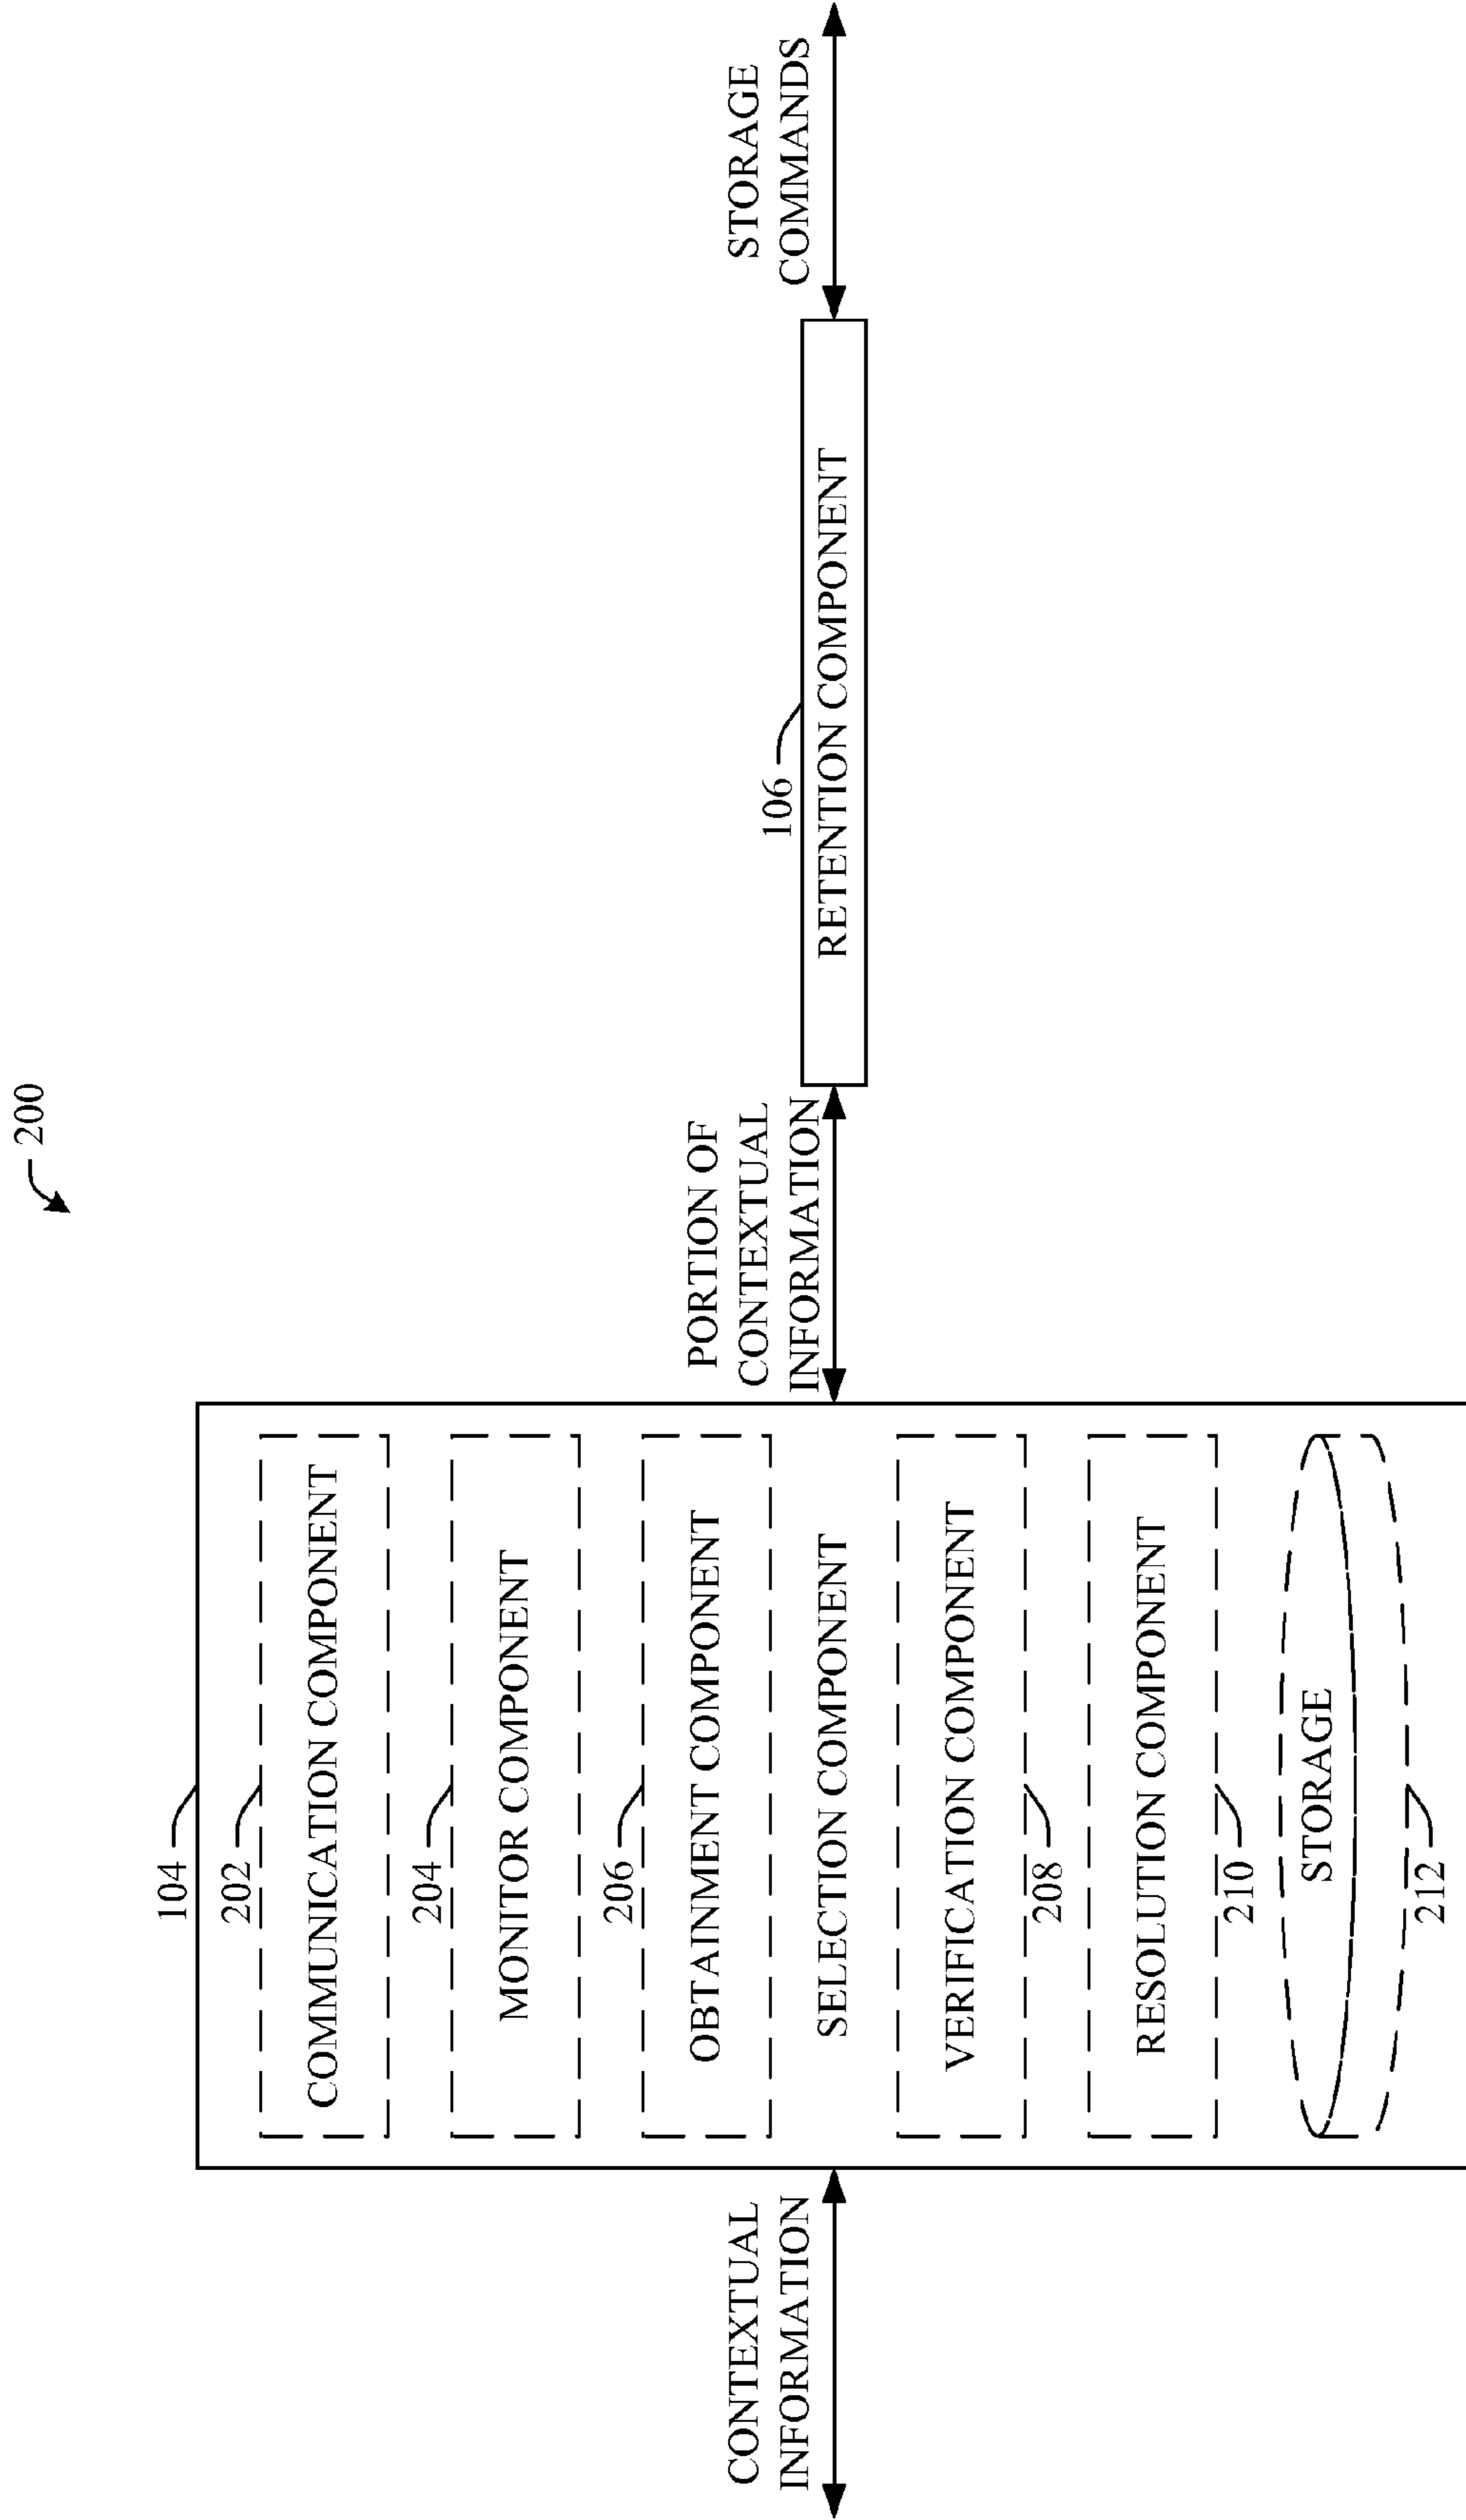 200
104
202
COMMUNICATION COMPONENT
204
MONITOR COMPONENT
206
OBTAINMENT COMPONENT
SELECTION COMPONENT
VERIFICATION COMPONENT
208
RESOLUTION COMPONENT
210
STORAGE
212
CONTEXTUAL
INFORMATION
PORTION OF
CONTEXTUAL
INFORMATION
106
RETENTION COMPONENT
STORAGE
COMMANDS